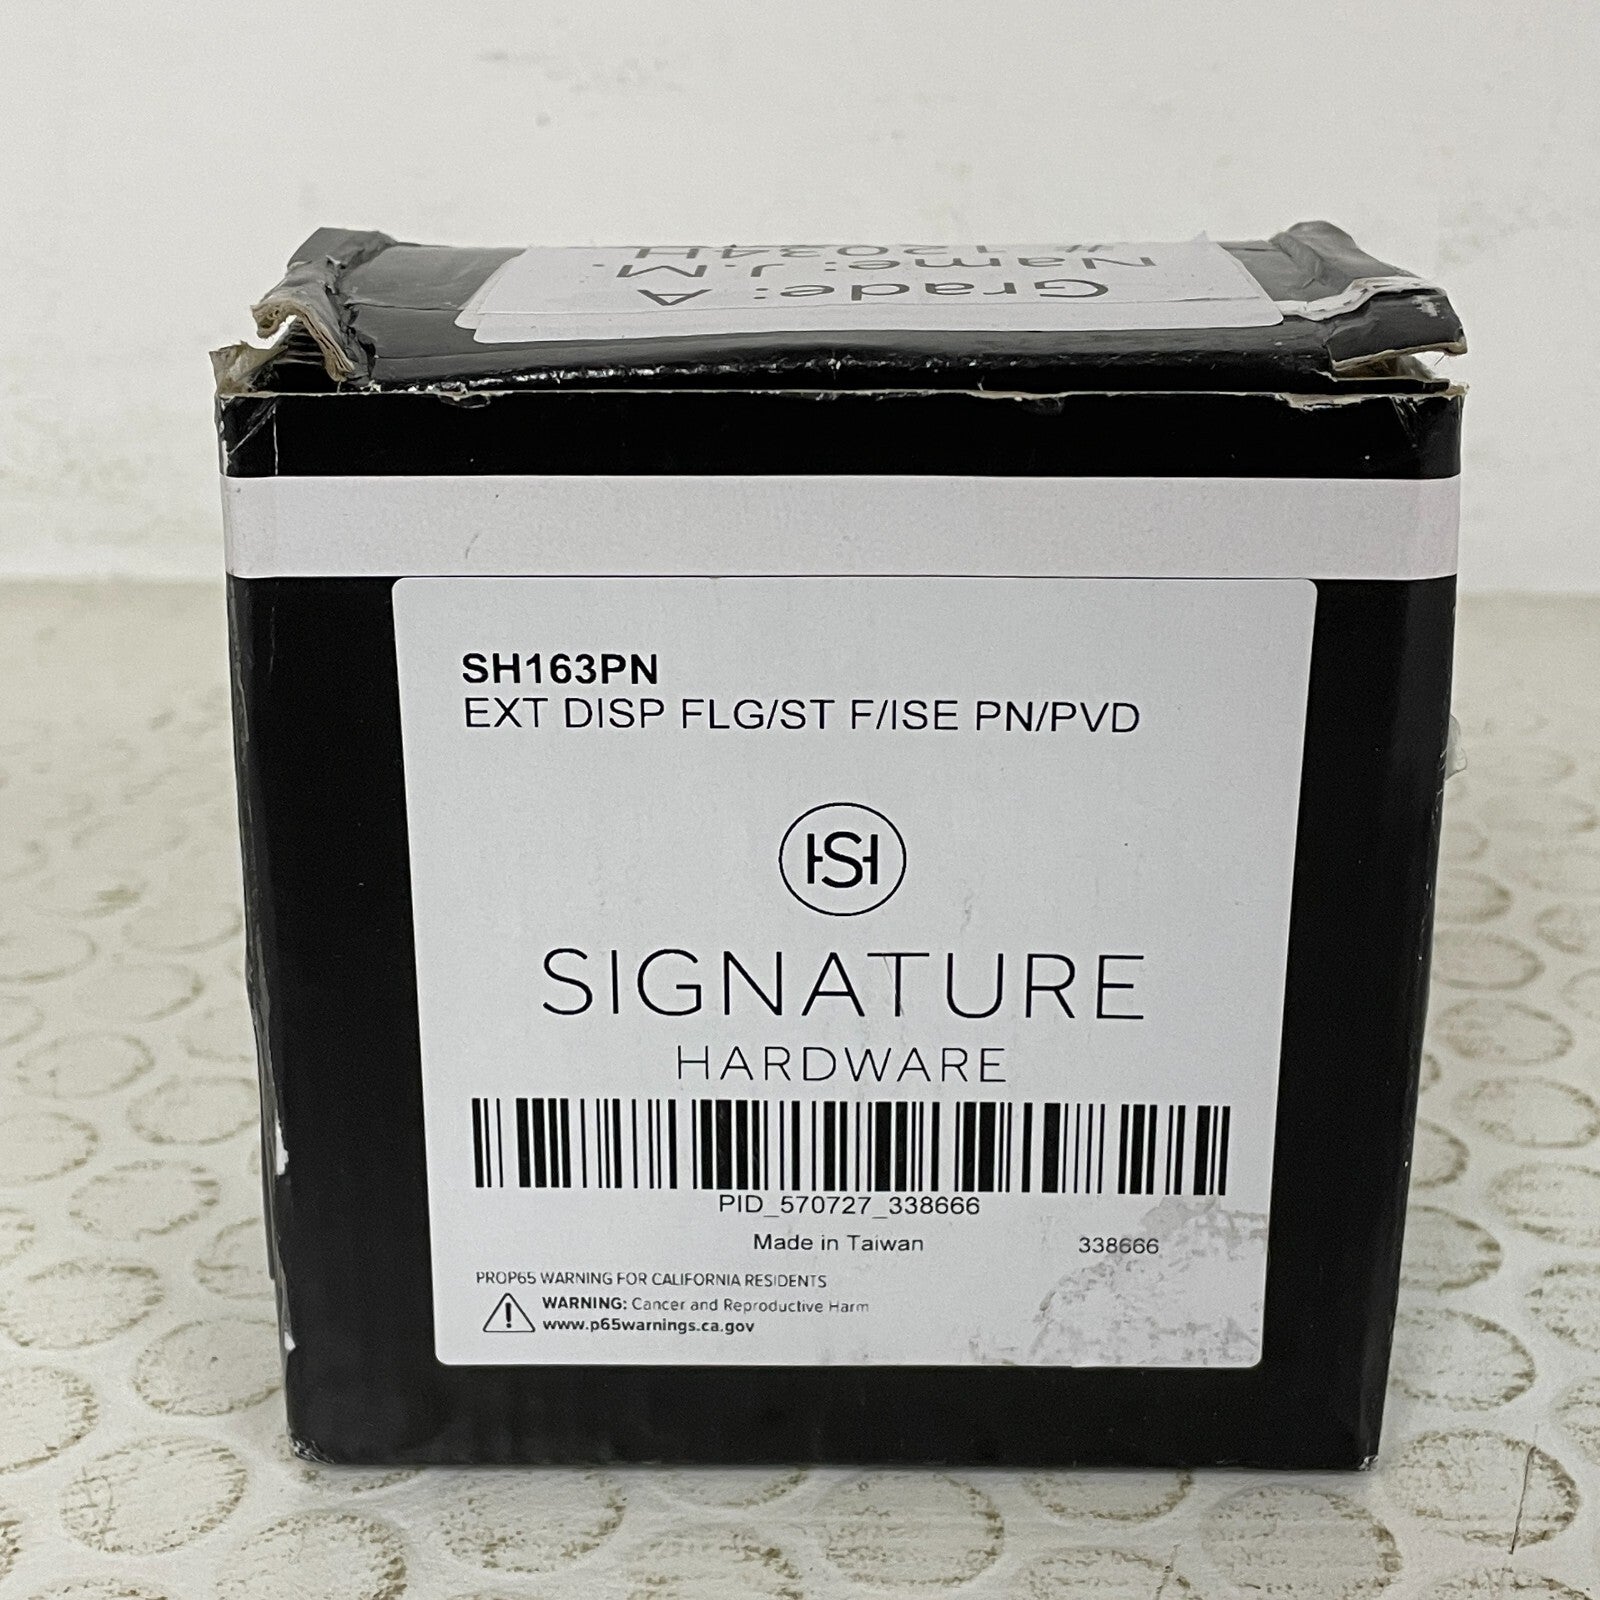 Grade: A
Name: J.M.
# 12034H
SH163PN
EXT DISP FLG/ST F/ISE PN/PVD
SH
SIGNATURE
HARDWARE
PID_570727_338666
Made in Taiwan
338666
PROP65 WARNING FOR CALIFORNIA RESIDENTS
WARNING: Cancer and Reproductive Harm
www.p65warnings.ca.gov